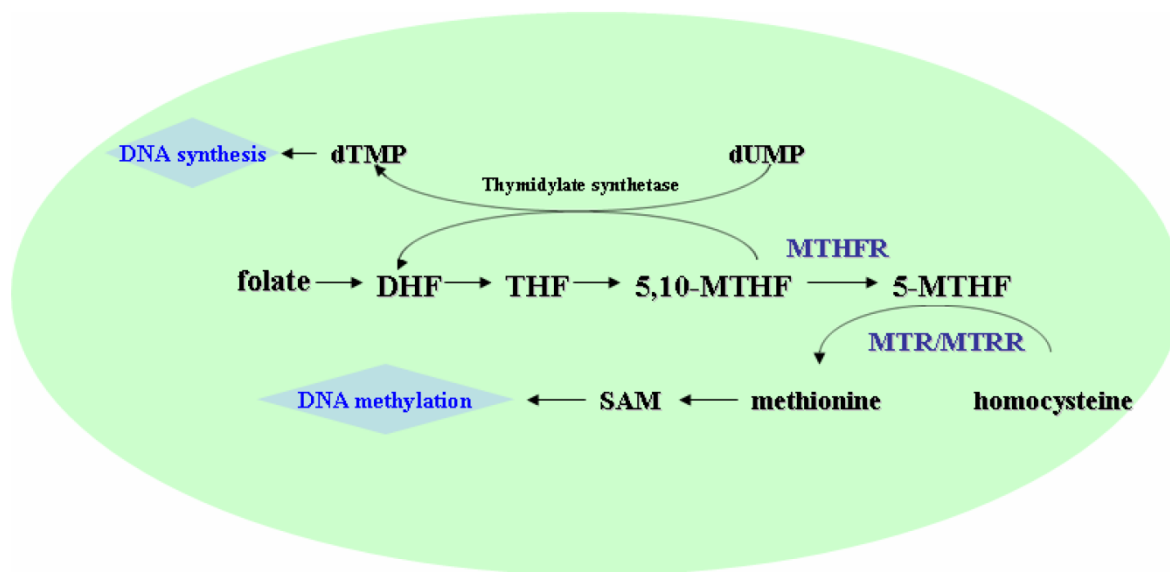 DNA synthesis
dTMP
dUMP
Thymidylate synthetase
MTHFR
folate
DHF
THF
5,10-MTHF
5-MTHF
MTR/MTRR
DNA methylation
SAM
methionine
homocysteine